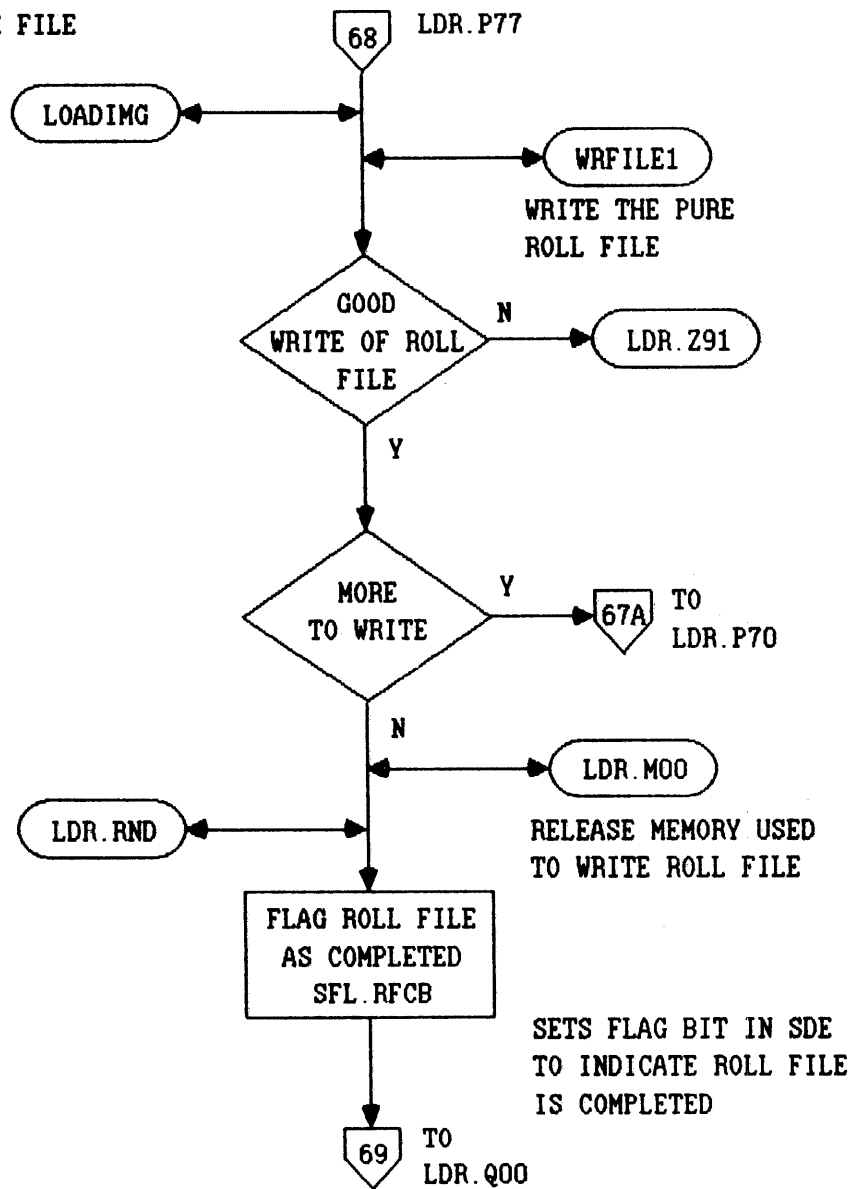 FILE
68
LDR.P77
LOADIMG
WRFILE1
WRITE THE PURE
ROLL FILE
GOOD
WRITE OF ROLL
FILE
N
LDR.Z91
Y
MORE
TO WRITE
Y
67A
TO
LDR.P70
N
LDR.M00
LDR.RND
RELEASE MEMORY USED
TO WRITE ROLL FILE
FLAG ROLL FILE
AS COMPLETED
SFL.RFCB
SETS FLAG BIT IN SDE
TO INDICATE ROLL FILE
IS COMPLETED
69
TO
LDR.Q00